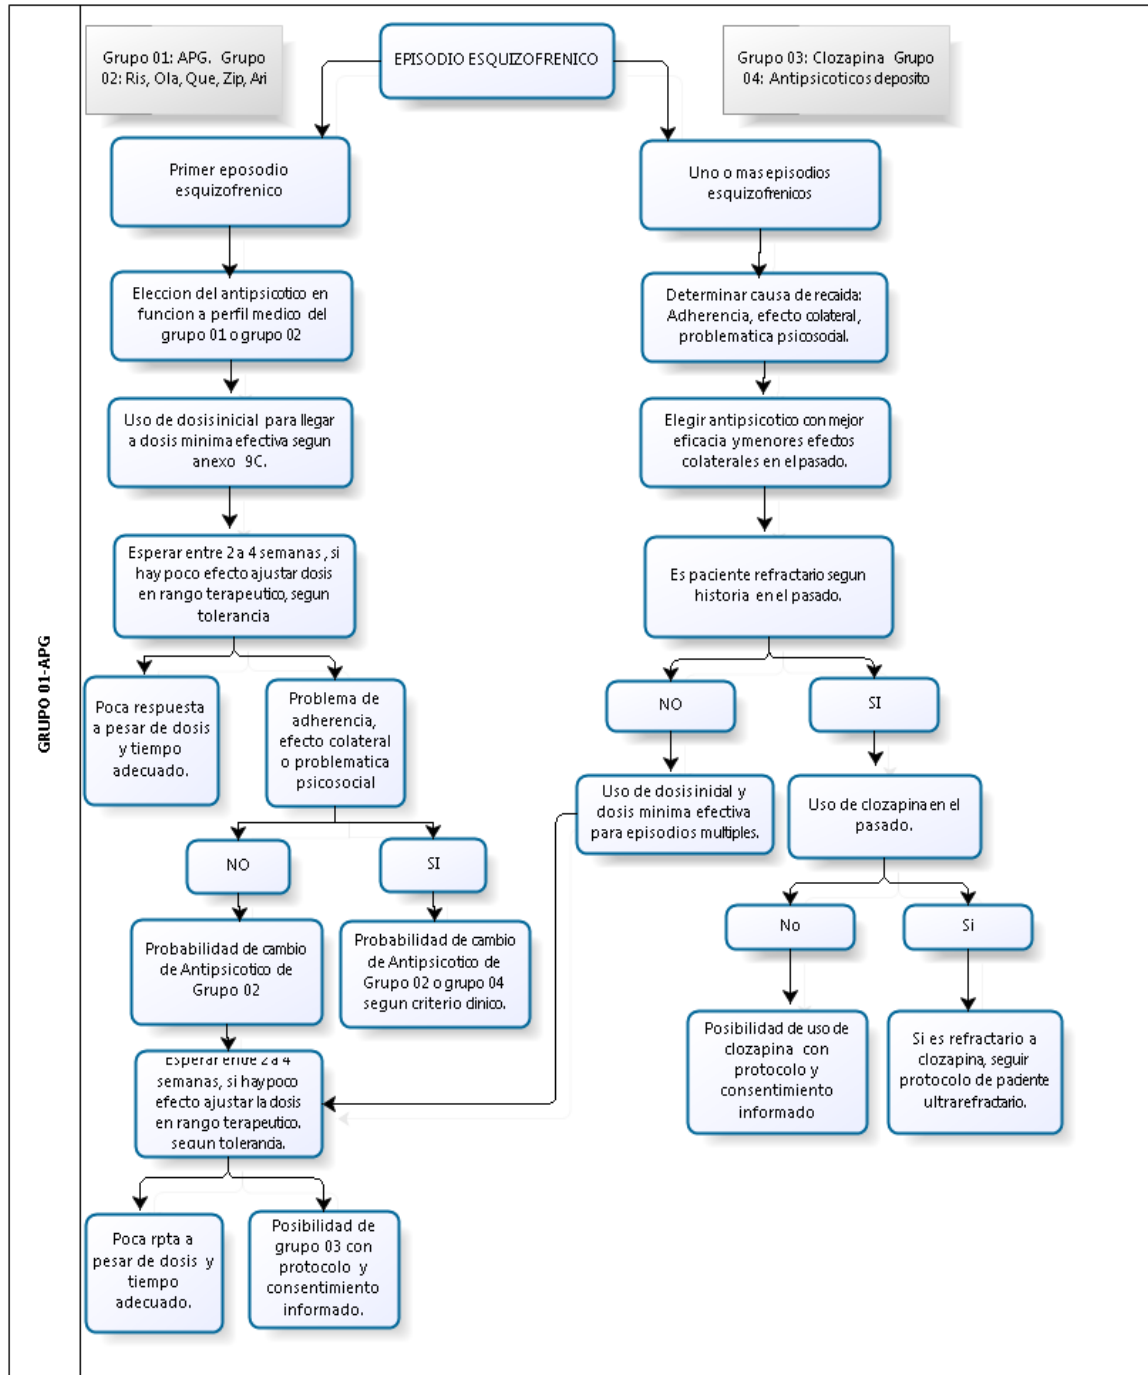 Grupo 01: APG. Grupo
02: Ris, Ola, Que, Zip, Ari
EPISODIO ESQUIZOFRENICO
Grupo 03: Clozapina Grupo
04: Antipsicoticos deposito
Primer eposodio
esquizofrenico
Uno o mas episodios
esquizofrenicos
Eleccion del antipsicotico en
funcion a perfil medico del
grupo 01 o grupo 02
Determinar causa de recaida:
Adherencia, efecto colateral,
problematica psicosocial.
Uso de dosis inicial para llegar
a dosis minima efectiva segun
anexo 9C.
Elegir antipsicotico con mejor
eficacia y menores efectos
colaterales en el pasado.
Esperar entre 2 a 4 semanas, si
hay poco efecto ajustar dosis
en rango terapeutico, segun
tolerancia
Es paciente refractario segun
historia en el pasado.
GRUPO 01-APG
Poca respuesta
a pesar de dosis
y tiempo
adecuado.
Problema de
adherencia,
efecto colateral
o problematica
psicosocial
NO
SI
Uso de dosis inicial y
dosis minima efectiva
para episodios multiples.
Uso de clozapina en el
pasado.
NO
SI
No
Si
Probabilidad de cambio
de Antipsicotico de
Grupo 02
Probabilidad de cambio
de Antipsicotico de
Grupo 02 o grupo 04
segun criterio clinico.
Posibilidad de uso de
clozapina con
protocolo y
consentimiento
informado
Si es refractario a
clozapina, seguir
protocolo de paciente
ultrarefractario.
Esperar entre 2 a 4
semanas, si hay poco
efecto ajustar la dosis
en rango terapeutico.
segun tolerancia.
Poca rpta a
pesar de dosis y
tiempo
adecuado.
Posibilidad de
grupo 03 con
protocolo y
consentimiento
informado.